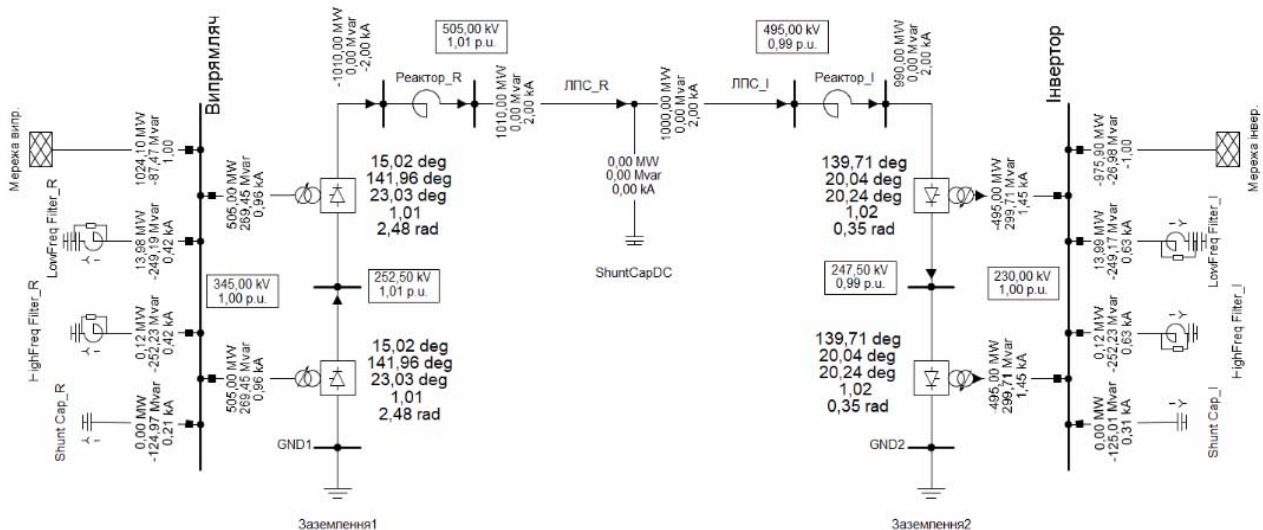 Випрямляч
Мережа випр.
1024,10 MW
-87,47 Mvar
1,00
505,00 MW
269,45 Mvar
0,96 kA
LowFreq Filter_R
13,98 MW
-249,19 Mvar
0,42 kA
345,00 kV
1,00 p.u.
HighFreq Filter_R
0,12 MW
-252,23 Mvar
0,42 kA
505,00 MW
269,45 Mvar
0,96 kA
Shunt Cap_R
0,00 MW
-124,97 Mvar
0,21 kA
-1010,00 MW
0,00 Mvar
-2,00 kA
Реактор_R
505,00 kV
1,01 p.u.
1010,00 MW
0,00 Mvar
2,00 kA
15,02 deg
141,96 deg
23,03 deg
1,01
2,48 rad
252,50 kV
1,01 p.u.
15,02 deg
141,96 deg
23,03 deg
1,01
2,48 rad
GND1
Заземлення1
ЛПС_R
1000,00 MW
0,00 Mvar
2,00 kA
0,00 MW
0,00 Mvar
0,00 kA
ShuntCapDC
ЛПС_I
495,00 kV
0,99 p.u.
Реактор_I
990,00 MW
0,00 Mvar
2,00 kA
139,71 deg
20,04 deg
20,24 deg
1,02
0,35 rad
247,50 kV
0,99 p.u.
139,71 deg
20,04 deg
20,24 deg
1,02
0,35 rad
GND2
Заземлення2
Інвертор
-495,00 MW
299,71 Mvar
1,45 kA
230,00 kV
1,00 p.u.
-495,00 MW
299,71 Mvar
1,45 kA
-975,90 MW
-26,98 Mvar
-1,00
Мережа інвер.
13,99 MW
-249,17 Mvar
0,63 kA
LowFreq Filter_I
0,12 MW
-252,23 Mvar
0,63 kA
HighFreq Filter_I
0,00 MW
-125,01 Mvar
0,31 kA
Shunt Cap_I